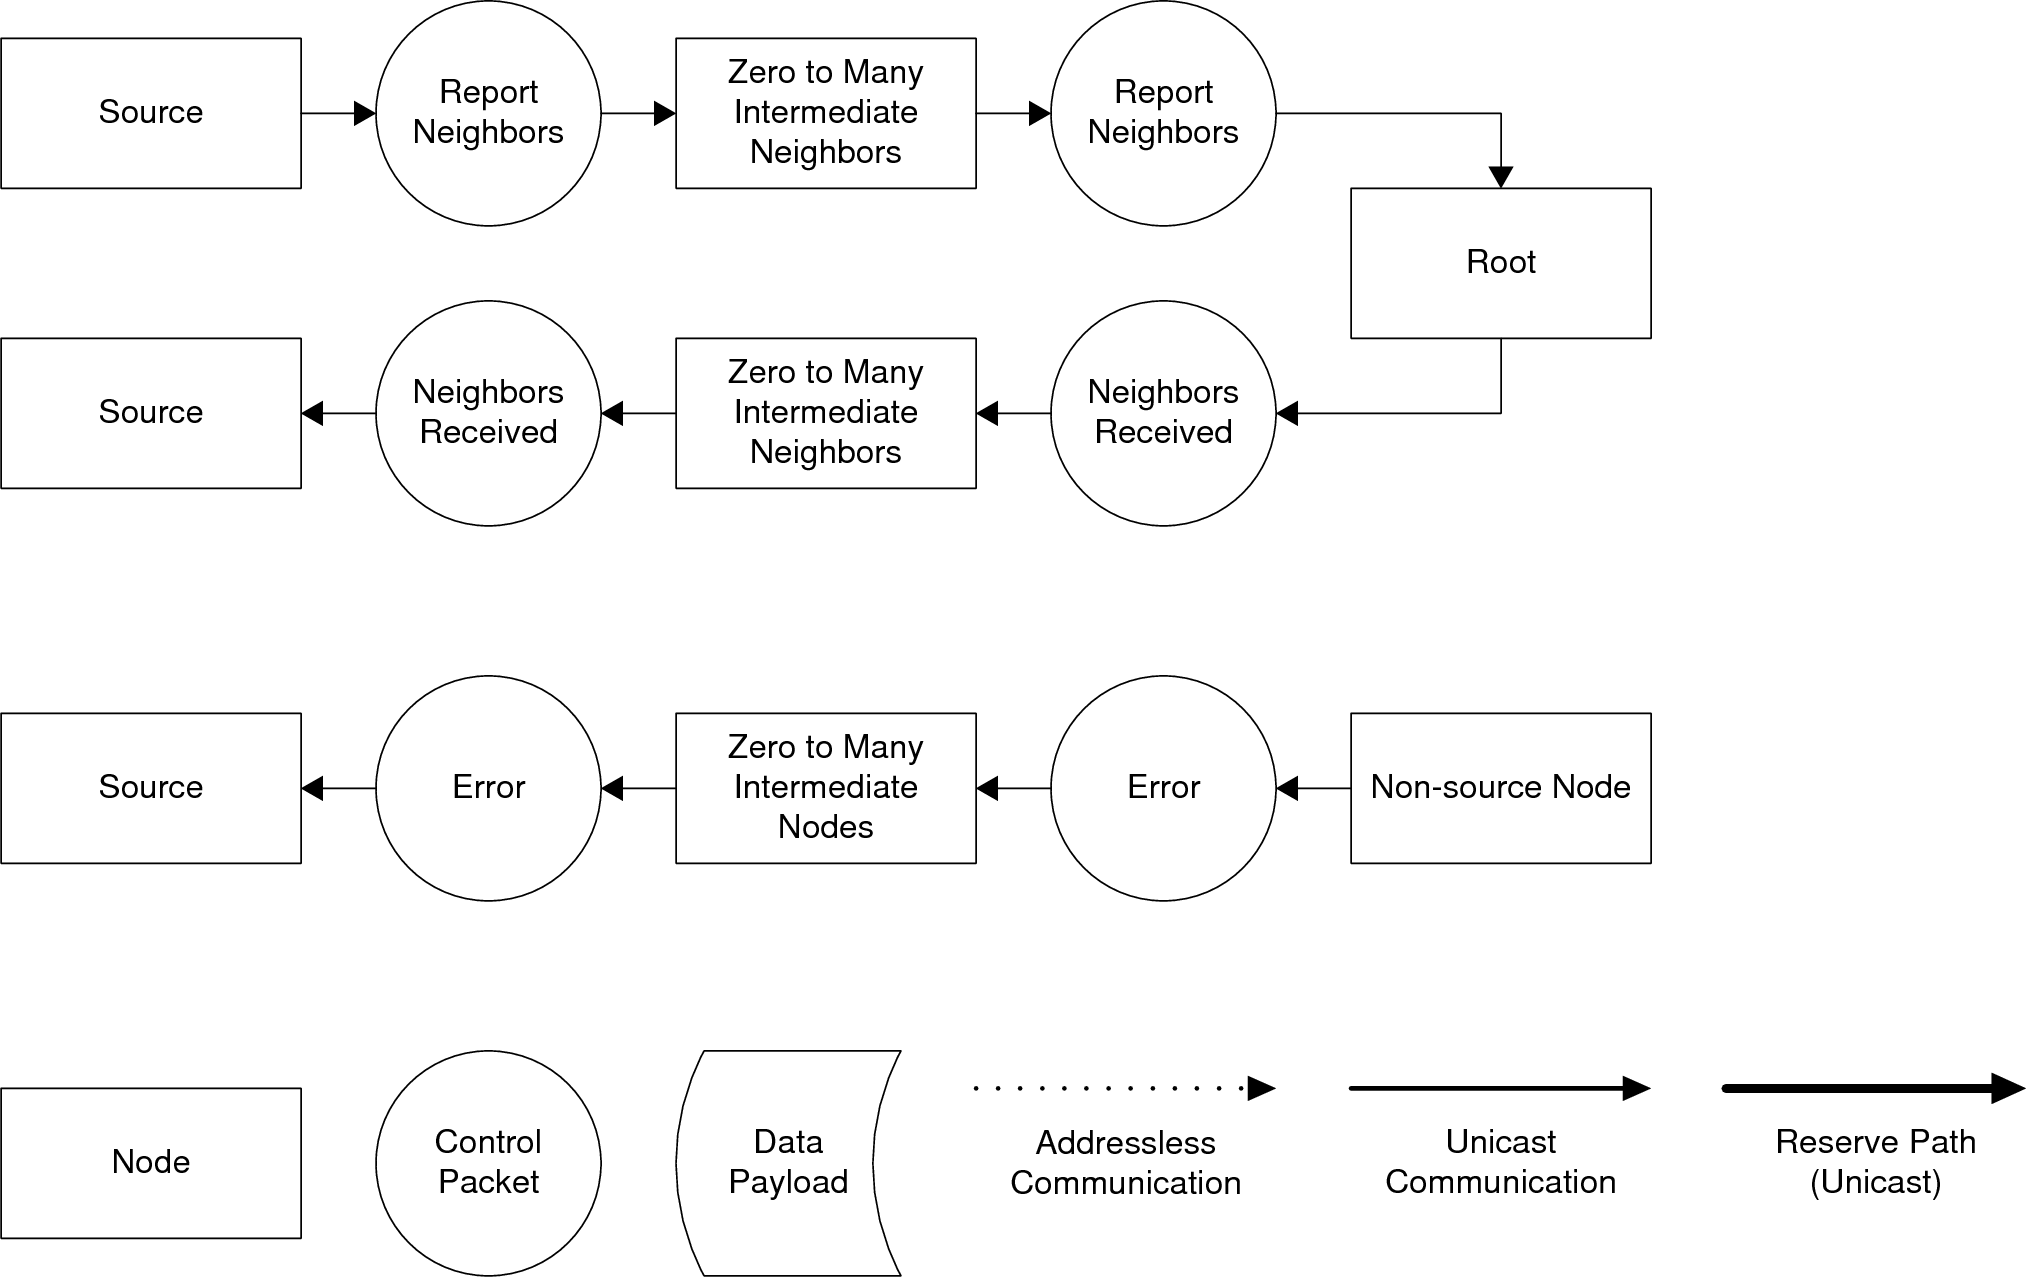 Source
Report
Neighbors
Zero to Many
Intermediate
Neighbors
Report
Neighbors
Root
Source
Neighbors
Received
Zero to Many
Intermediate
Neighbors
Neighbors
Received
Source
Error
Zero to Many
Intermediate
Nodes
Error
Non-source Node
Node
Control
Packet
Data
Payload
Addressless
Communication
Unicast
Communication
Reserve Path
(Unicast)